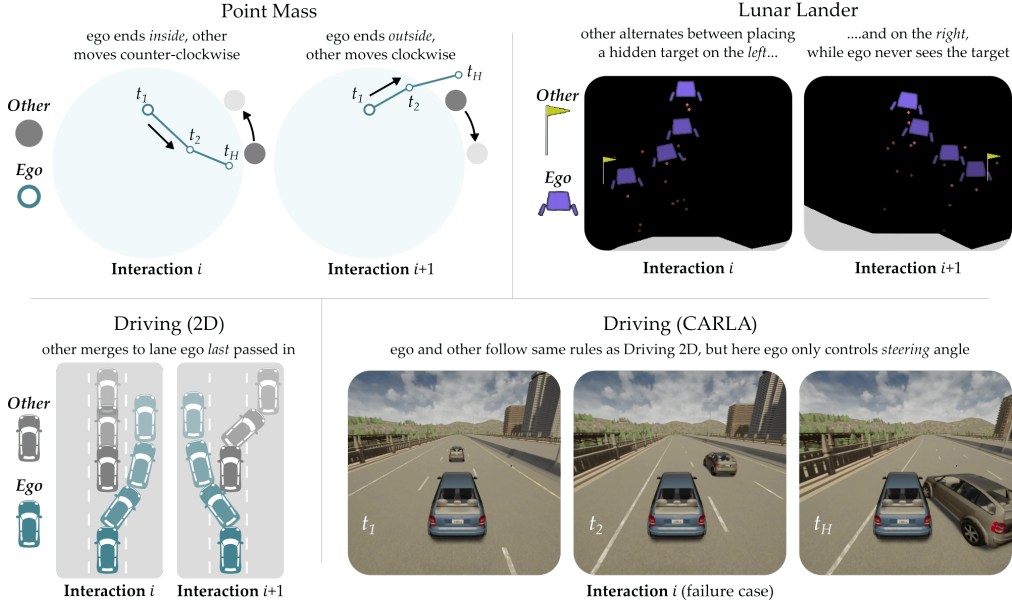 Point Mass
ego ends inside, other
moves counter-clockwise
ego ends outside,
other moves clockwise
Other
Ego
t1
t2
tH
t1
t2
tH
Interaction i
Interaction i+1
Lunar Lander
other alternates between placing
a hidden target on the left...
....and on the right,
while ego never sees the target
Other
Ego
Interaction i
Interaction i+1
Driving (2D)
other merges to lane ego last passed in
Other
Ego
Interaction i
Interaction i+1
Driving (CARLA)
ego and other follow same rules as Driving 2D, but here ego only controls steering angle
t1
t2
tH
Interaction i (failure case)